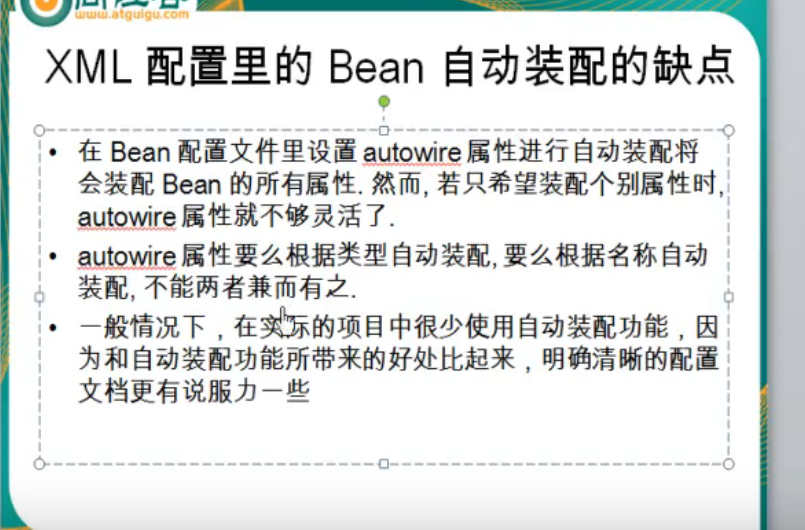 www.atguigu.com
XML 配置里的 Bean 自动装配的缺点
• 在 Bean 配置文件里设置 autowire 属性进行自动装配将
会装配 Bean 的所有属性. 然而, 若只希望装配个别属性时,
autowire 属性就不够灵活了.
• autowire 属性要么根据类型自动装配, 要么根据名称自动
装配, 不能两者兼而有之.
• 一般情况下，在实际的项目中很少使用自动装配功能，因
为和自动装配功能所带来的好处比起来，明确清晰的配置
文档更有说服力一些